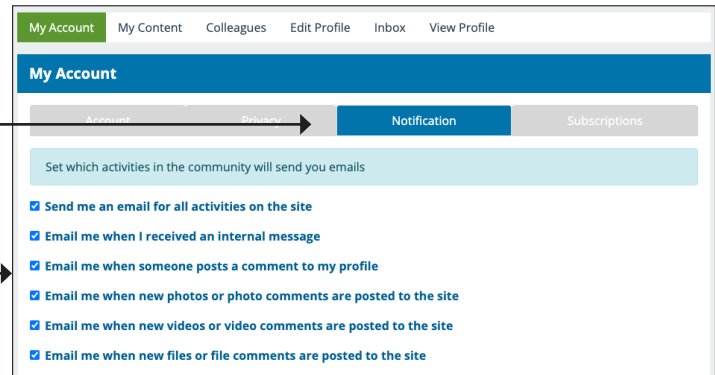 My Account My Content Colleagues Edit Profile Inbox View Profile
My Account
Account Privacy Notification Subscriptions
Set which activities in the community will send you emails
Send me an email for all activities on the site
Email me when I received an internal message
Email me when someone posts a comment to my profile
Email me when new photos or photo comments are posted to the site
Email me when new videos or video comments are posted to the site
Email me when new files or file comments are posted to the site